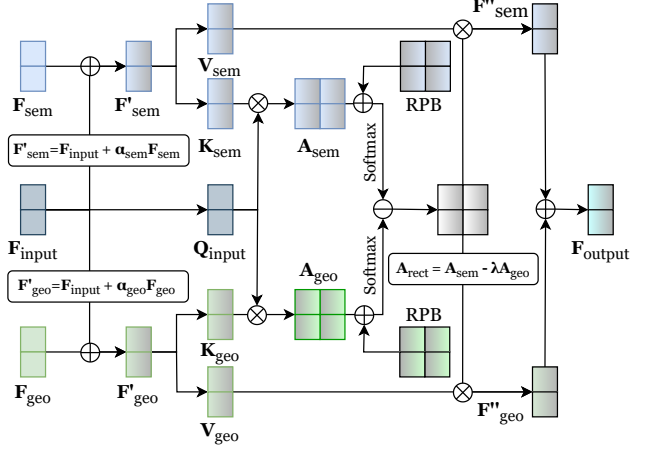 F"sem
Vsem
Fsem
F'sem
RPB
Ksem
Asem
Softmax
F'sem=Finput + αsemFsem
Finput
Qinput
Foutput
Softmax
Ageo
Arect = Asem - λAgeo
F'geo=Finput + αgeoFgeo
RPB
Kgeo
Fgeo
F'geo
Vgeo
F"geo